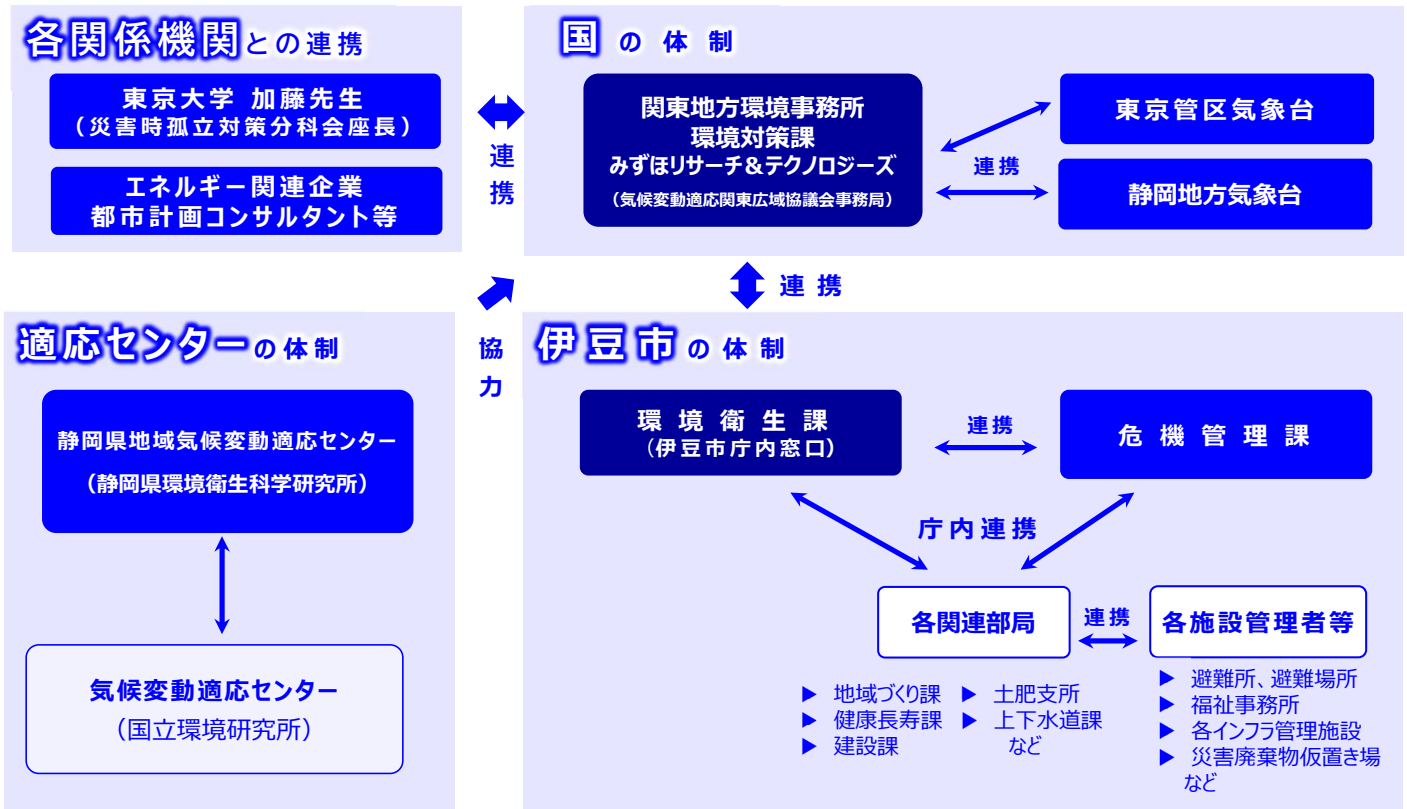 各関係機関との連携
東京大学 加藤先生
（災害時孤立対策分科会座長）
エネルギー関連企業
都市計画コンサルタント等
連携
国の体制
関東地方環境事務所
環境対策課
みずほリサーチ＆テクノロジーズ
（気候変動適応関東広域協議会事務局）
連携
東京管区気象台
静岡地方気象台
連携
協力
適応センターの体制
静岡県地域気候変動適応センター
（静岡県環境衛生科学研究所）
気候変動適応センター
（国立環境研究所）
伊豆市の体制
環境衛生課
（伊豆市庁内窓口）
連携
危機管理課
庁内連携
各関連部局
連携
各施設管理者等
▶ 地域づくり課
▶ 健康長寿課
▶ 建設課
▶ 土肥支所
▶ 上下水道課
など
▶ 避難所、避難場所
▶ 福祉事務所
▶ 各インフラ管理施設
▶ 災害廃棄物仮置き場
など